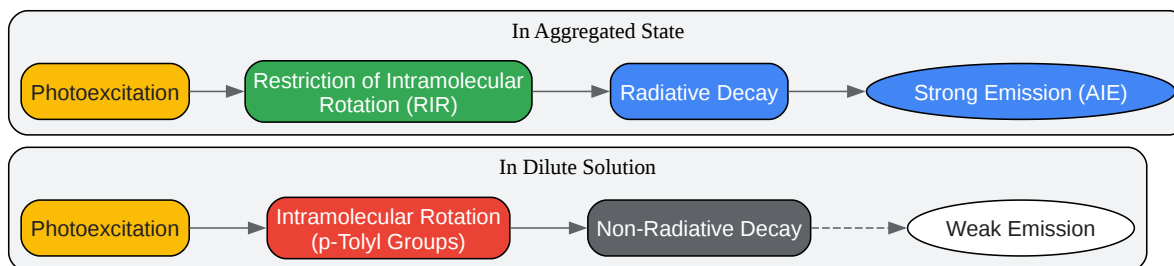 In Aggregated State
Photoexcitation
Restriction of Intramolecular
Rotation (RIR)
Radiative Decay
Strong Emission (AIE)
In Dilute Solution
Photoexcitation
Intramolecular Rotation
(p-Tolyl Groups)
Non-Radiative Decay
Weak Emission